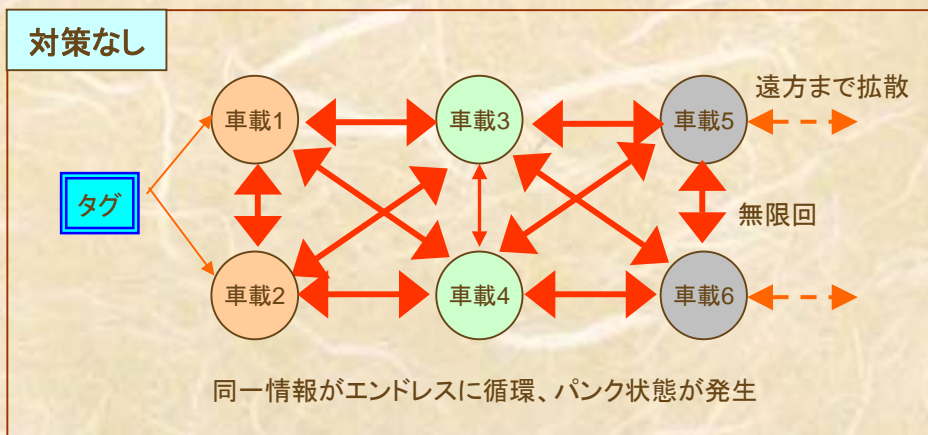 対策なし
車載1
車載3
車載5
遠方まで拡散
タグ
無限回
車載2
車載4
車載6
同一情報がエンドレスに循環、パンク状態が発生